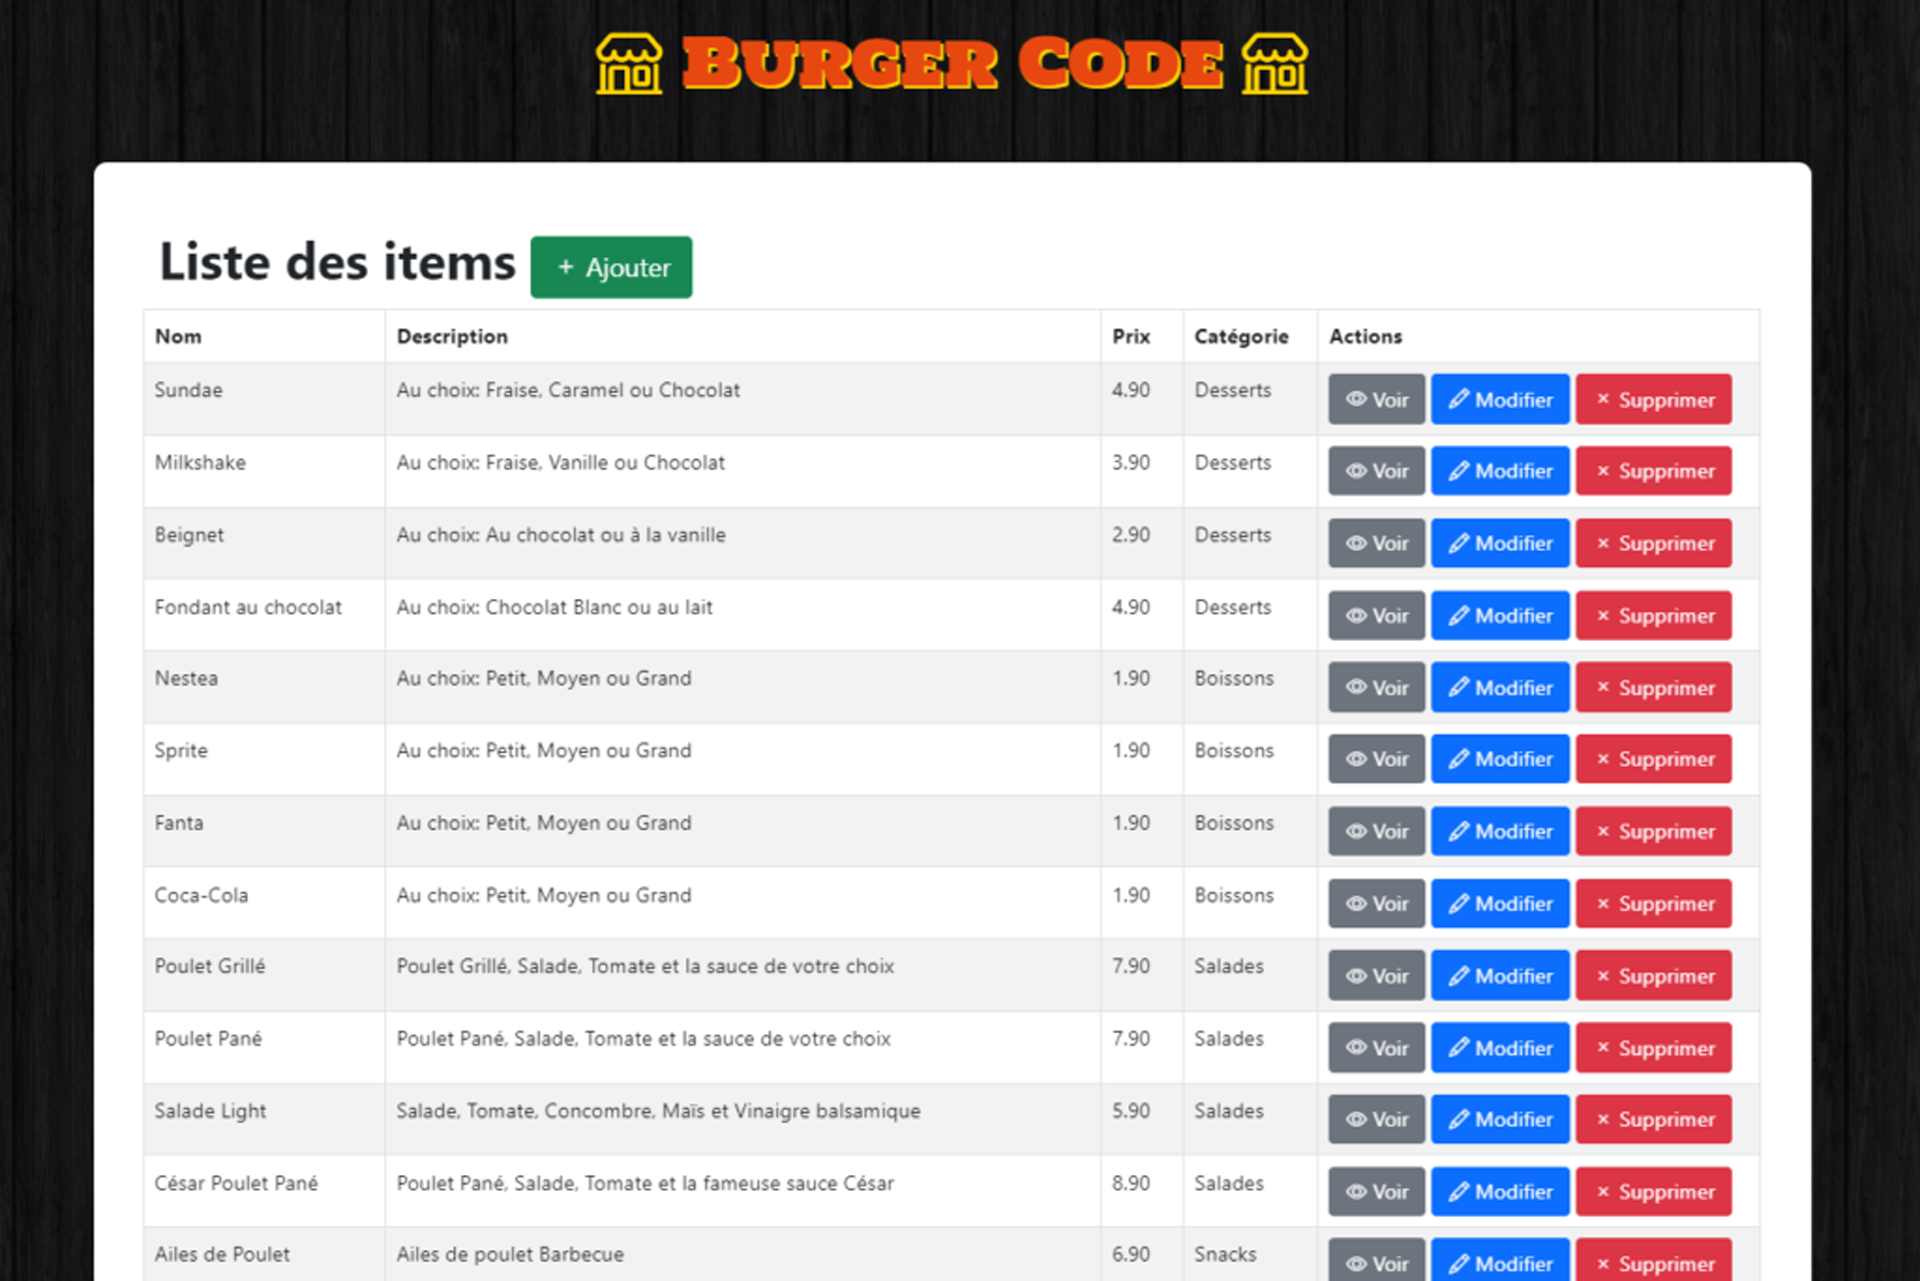 Burger Code
Liste des items + Ajouter
Nom Description Prix Catégorie Actions
Sundae Au choix: Fraise, Caramel ou Chocolat 4.90 Desserts Voir Modifier × Supprimer
Milkshake Au choix: Fraise, Vanille ou Chocolat 3.90 Desserts Voir Modifier × Supprimer
Beignet Au choix: Au chocolat ou à la vanille 2.90 Desserts Voir Modifier × Supprimer
Fondant au chocolat Au choix: Chocolat Blanc ou au lait 4.90 Desserts Voir Modifier × Supprimer
Nestea Au choix: Petit, Moyen ou Grand 1.90 Boissons Voir Modifier × Supprimer
Sprite Au choix: Petit, Moyen ou Grand 1.90 Boissons Voir Modifier × Supprimer
Fanta Au choix: Petit, Moyen ou Grand 1.90 Boissons Voir Modifier × Supprimer
Coca-Cola Au choix: Petit, Moyen ou Grand 1.90 Boissons Voir Modifier × Supprimer
Poulet Grillé Poulet Grillé, Salade, Tomate et la sauce de votre choix 7.90 Salades Voir Modifier × Supprimer
Poulet Pané Poulet Pané, Salade, Tomate et la sauce de votre choix 7.90 Salades Voir Modifier × Supprimer
Salade Light Salade, Tomate, Concombre, Maïs et Vinaigre balsamique 5.90 Salades Voir Modifier × Supprimer
César Poulet Pané Poulet Pané, Salade, Tomate et la fameuse sauce César 8.90 Salades Voir Modifier × Supprimer
Ailes de Poulet Ailes de poulet Barbecue 6.90 Snacks Voir Modifier × Supprimer